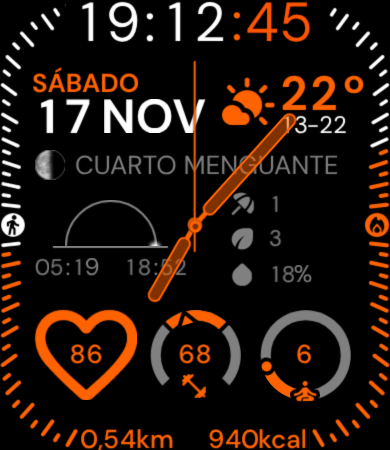 19:12:45
SÁBADO
17 NOV
22°
13-22
CUARTO MENGUANTE
1
3
18%
05:19 18:52
86 68 6
0,54km 940kcal